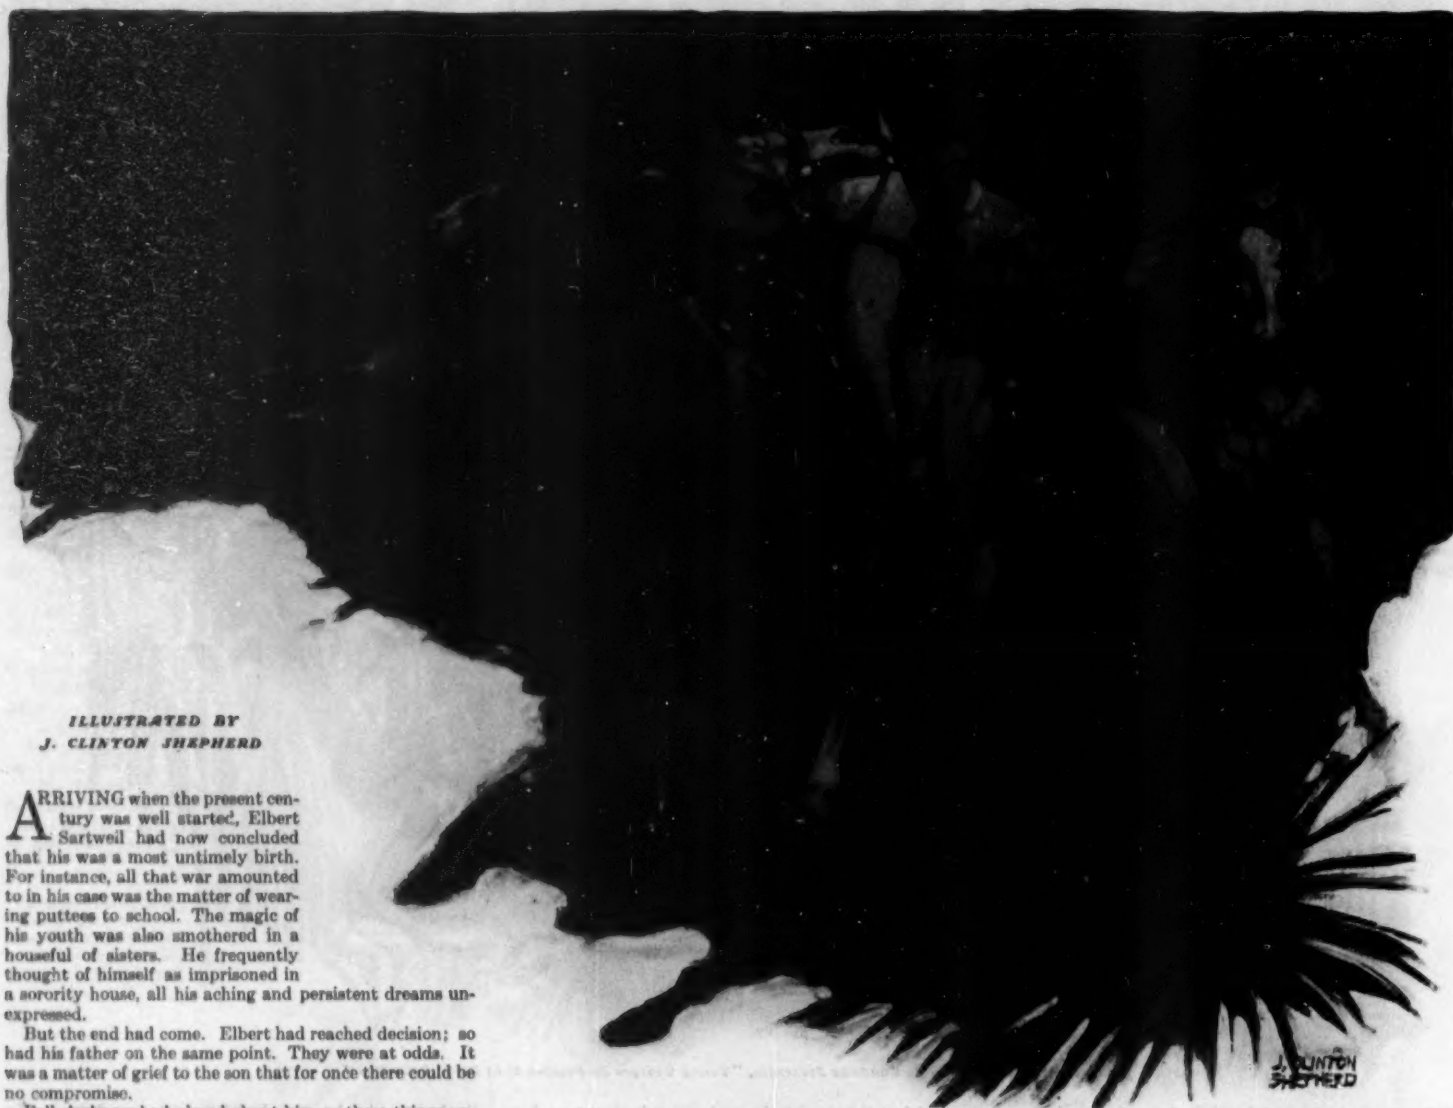 ILLUSTRATED BY
J. CLINTON SHEPHERD
ARRIVING when the present cen-
tury was well started, Elbert
Sartwell had now concluded
that his was a most untimely birth.
For instance, all that war amounted
to in his case was the matter of wear-
ing puttees to school. The magic of
his youth was also smothered in a
houseful of sisters. He frequently
thought of himself as imprisoned in
a sorority house, all his aching and persistent dreams un-
expressed.
But the end had come. Elbert had reached decision; so
had his father on the same point. They were at odds. It
was a matter of grief to the son that for once there could be
no compromise.
J. CLINTON
SHEPHERD